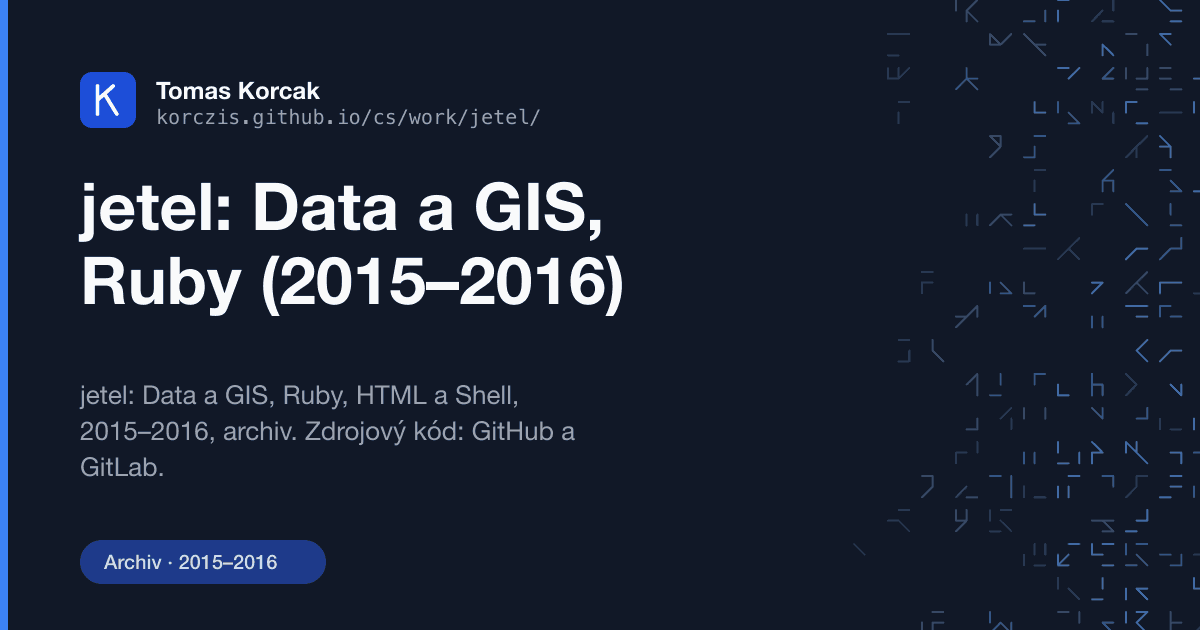 K
Tomas Korcak
korczis.github.io/cs/work/jetel/
jetel: Data a GIS,
Ruby (2015–2016)
jetel: Data a GIS, Ruby, HTML a Shell,
2015–2016, archiv. Zdrojový kód: GitHub a
GitLab.
Archiv · 2015–2016